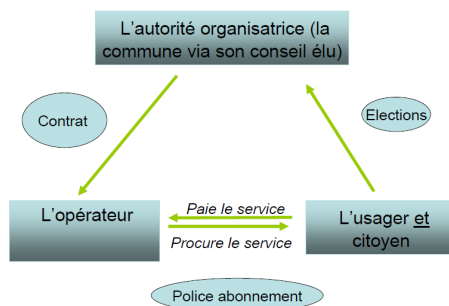 L'autorité organisatrice (la
commune via son conseil élu)
Contrat
Elections
L'opérateur
Paie le service
Procure le service
L'usager et
citoyen
Police abonnement